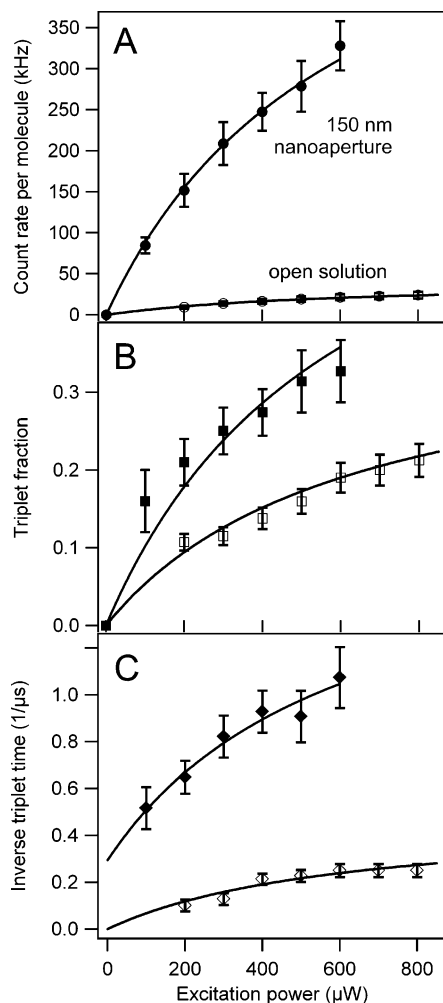 A
Count rate per molecule (kHz)
350
300
250
200
150
100
50
0
150 nm
nanoaperture
open solution
B
Triplet fraction
0.3
0.2
0.1
0.0
C
Inverse triplet time (1/µs)
1.0
0.8
0.6
0.4
0.2
0.0
0 200 400 600 800
Excitation power (µW)